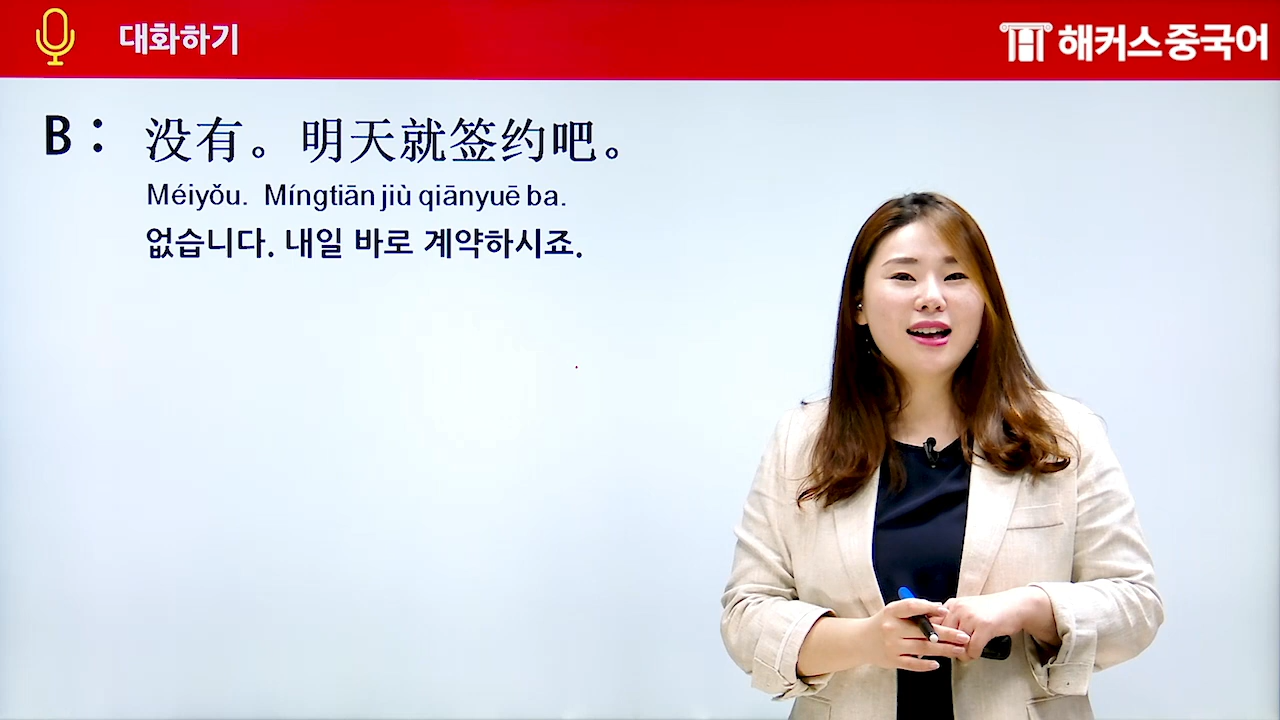 대화하기
해커스중국어
B: 没有。明天就签约吧。
Méiyǒu. Míngtiān jiù qiānyuē ba.
없습니다. 내일 바로 계약하시죠.